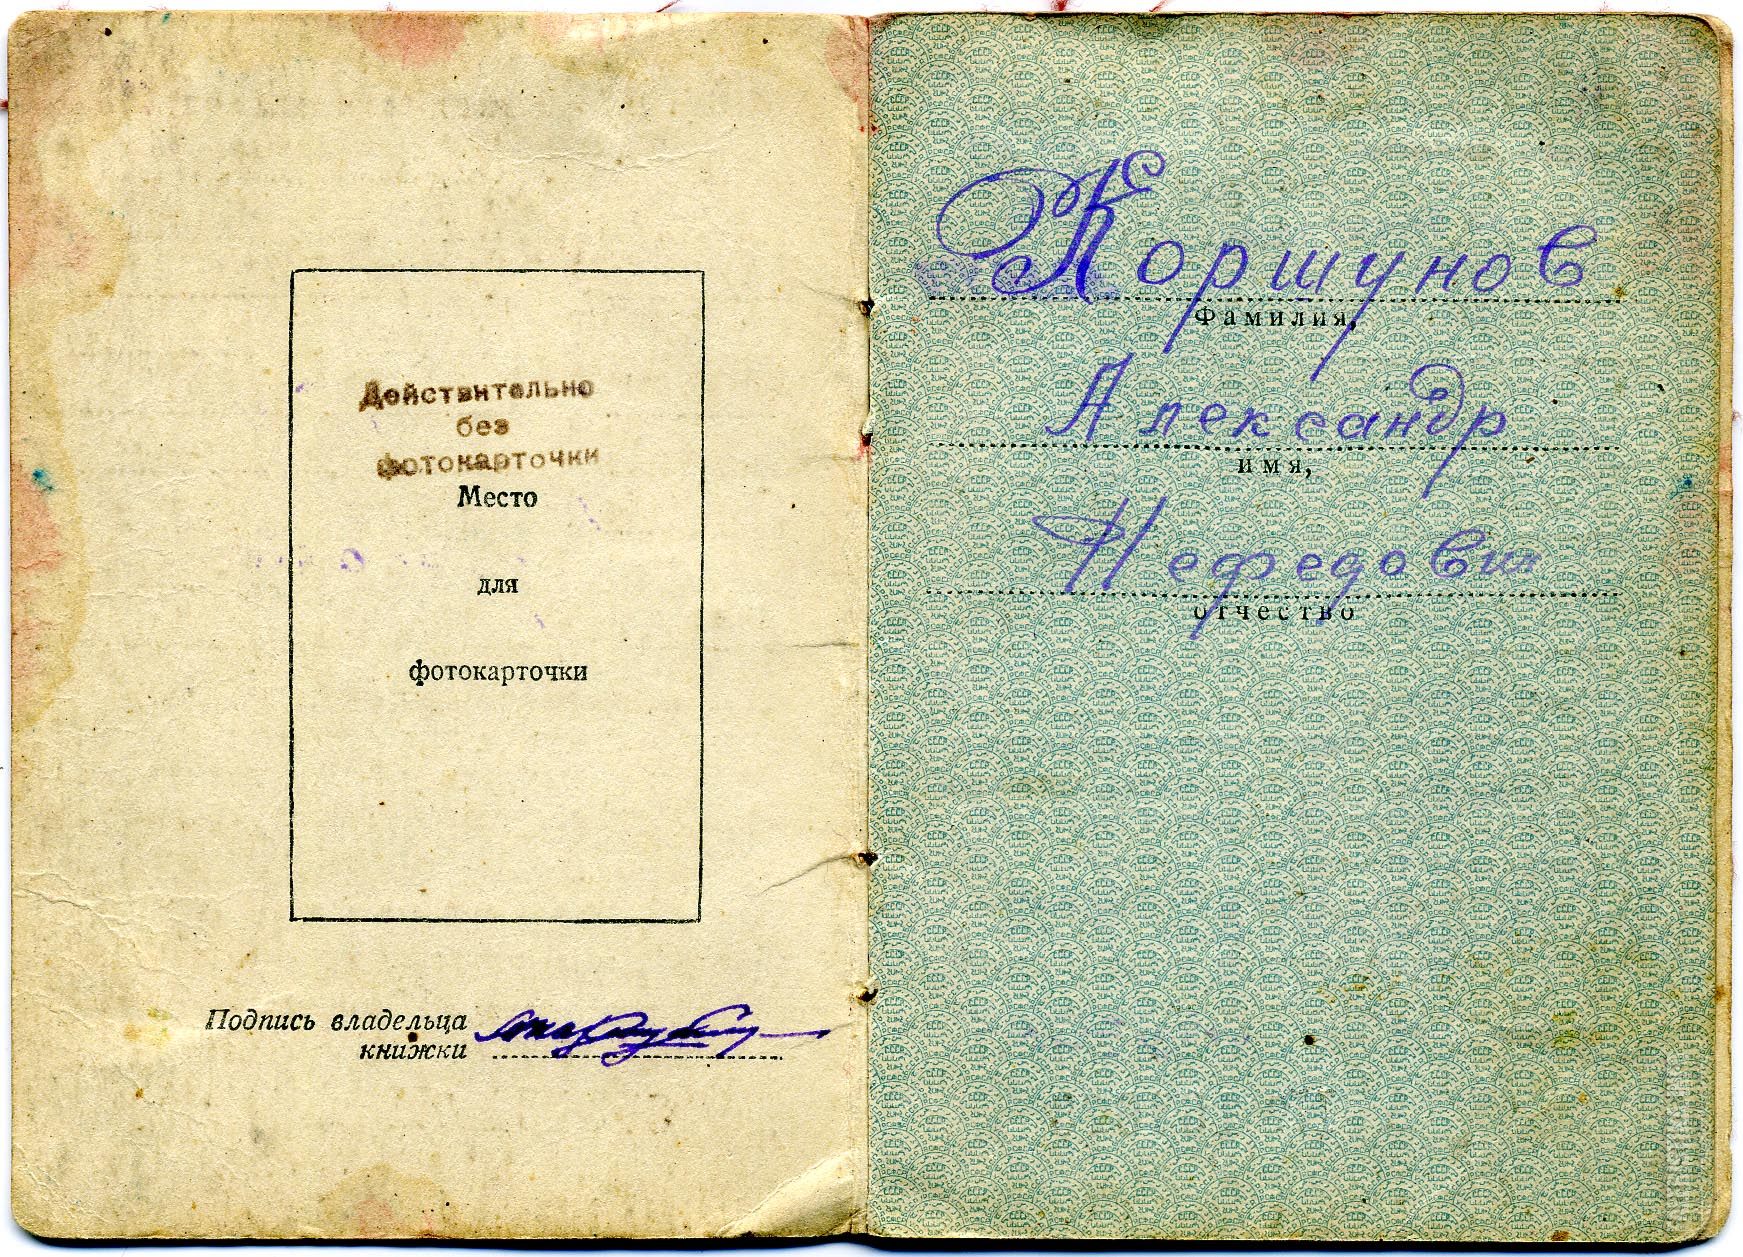 Действительно
без
фотокарточки
Место
для
фотокарточки
Подпись владельца
книжки
Коршунов
Фамилия,
Александр
имя,
Нефедович
отчество